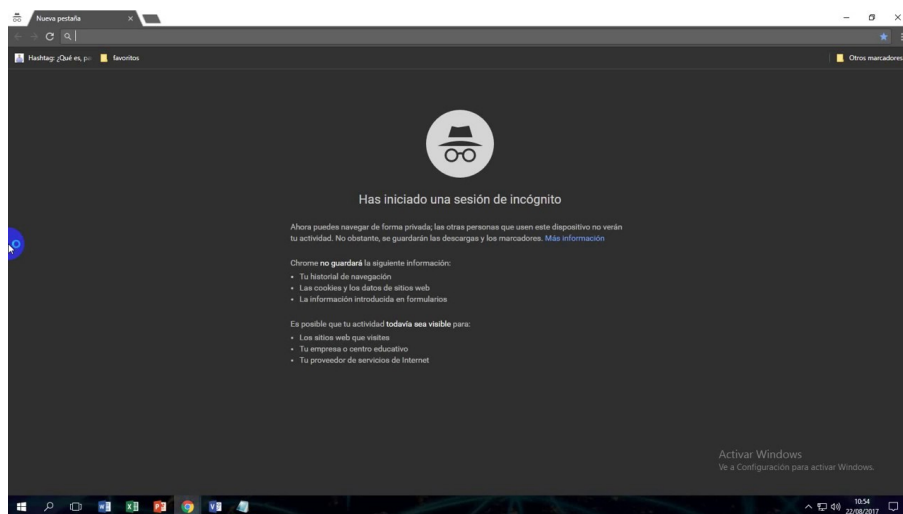 Nueva pestaña
Hashtag: ¿Qué es, pa
favoritos
Otros marcadores
Has iniciado una sesión de incógnito
Ahora puedes navegar de forma privada; las otras personas que usen este dispositivo no verán
tu actividad. No obstante, se guardarán las descargas y los marcadores. Más información
Chrome no guardará la siguiente información:
• Tu historial de navegación
• Las cookies y los datos de sitios web
• La información introducida en formularios
Es posible que tu actividad todavía sea visible para:
• Los sitios web que visites
• Tu empresa o centro educativo
• Tu proveedor de servicios de Internet
Activar Windows
Ve a Configuración para activar Windows.
10:54
22/08/2017